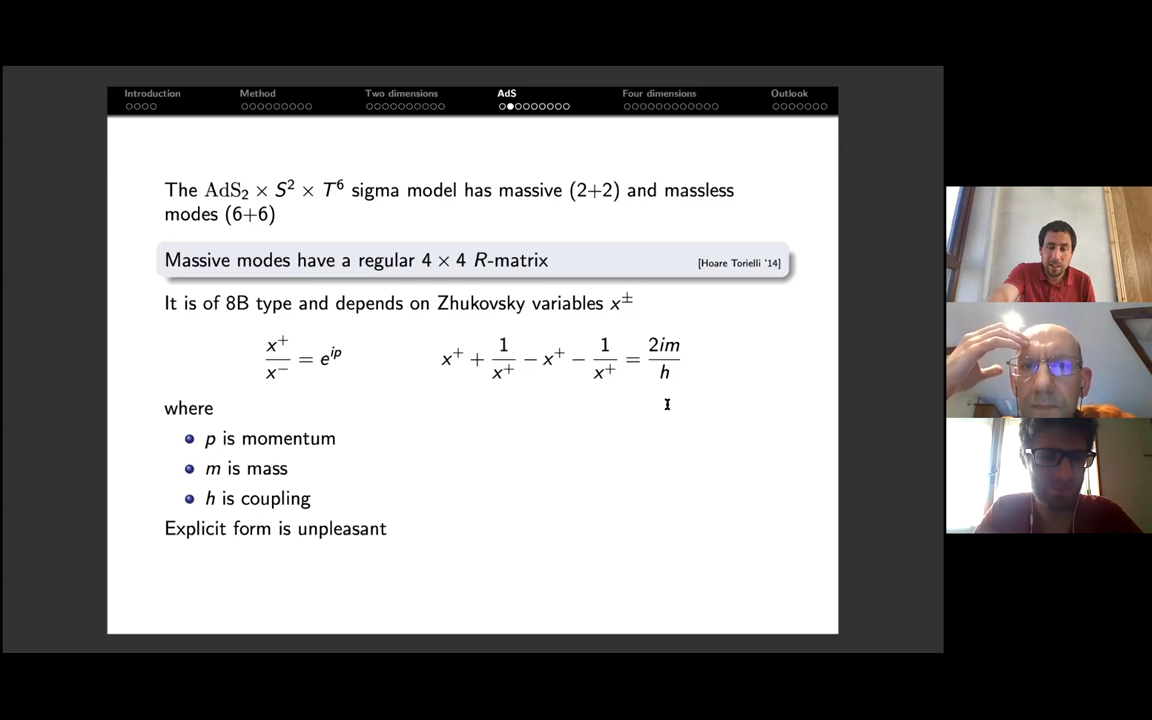 Introduction Method Two dimensions AdS Four dimensions Outlook
The AdS₂ × S² × T⁶ sigma model has massive (2+2) and massless
modes (6+6)
Massive modes have a regular 4 × 4 R-matrix [Hoare Torielli '14]
It is of 8B type and depends on Zhukovsky variables x±
x⁺/x⁻ = e^{ip} x⁺ + 1/x⁺ − x⁺ − 1/x⁺ = 2im/h
where
p is momentum
m is mass
h is coupling
Explicit form is unpleasant